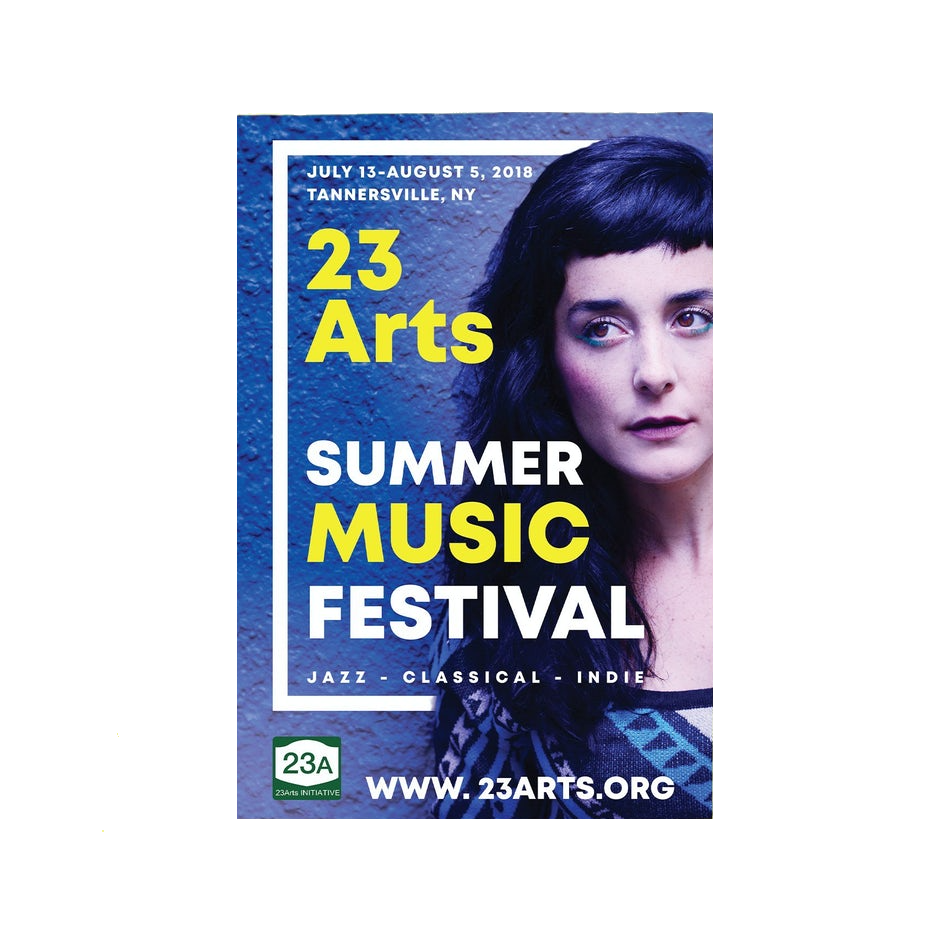 JULY 13-AUGUST 5, 2018
TANNERSVILLE, NY
23
Arts
SUMMER
MUSIC
FESTIVAL
JAZZ - CLASSICAL - INDIE
23A
23Arts INITIATIVE
WWW. 23ARTS.ORG